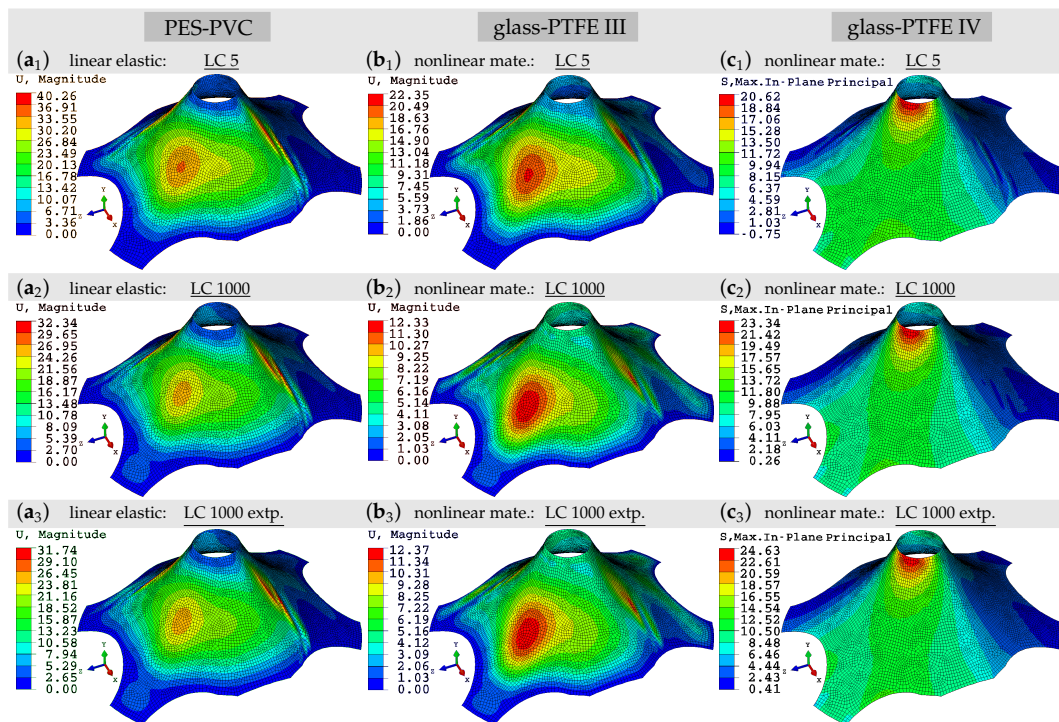 PES-PVC glass-PTFE III glass-PTFE IV
(a1) linear elastic: LC 5 (b1) nonlinear mate.: LC 5 (c1) nonlinear mate.: LC 5
U, Magnitude
40.26
36.91
33.55
30.20
26.84
23.49
20.13
16.78
13.42
10.07
6.71
3.36
0.00
Y
Z
X
U, Magnitude
22.35
20.49
18.63
16.76
14.90
13.04
11.18
9.31
7.45
5.59
3.73
1.86
0.00
Y
Z
X
S,Max.In-Plane Principal
20.62
18.84
17.06
15.28
13.50
11.72
9.94
8.15
6.37
4.59
2.81
1.03
-0.75
Y
Z
X
(a2) linear elastic: LC 1000 (b2) nonlinear mate.: LC 1000 (c2) nonlinear mate.: LC 1000
U, Magnitude
32.34
29.65
26.95
24.26
21.56
18.87
16.17
13.48
10.78
8.09
5.39
2.70
0.00
Y
Z
X
U, Magnitude
12.33
11.30
10.27
9.25
8.22
7.19
6.16
5.14
4.11
3.08
2.05
1.03
0.00
Y
Z
X
S,Max.In-Plane Principal
23.34
21.42
19.49
17.57
15.65
13.72
11.80
9.88
7.95
6.03
4.11
2.18
0.26
Y
Z
X
(a3) linear elastic: LC 1000 extp. (b3) nonlinear mate.: LC 1000 extp. (c3) nonlinear mate.: LC 1000 extp.
U, Magnitude
31.74
29.10
26.45
23.81
21.16
18.52
15.87
13.23
10.58
7.94
5.29
2.65
0.00
Y
Z
X
U, Magnitude
12.37
11.34
10.31
9.28
8.25
7.22
6.19
5.16
4.12
3.09
2.06
1.03
0.00
Y
Z
X
S,Max.In-Plane Principal
24.63
22.61
20.59
18.57
16.55
14.54
12.52
10.50
8.48
6.46
4.44
2.43
0.41
Y
Z
X